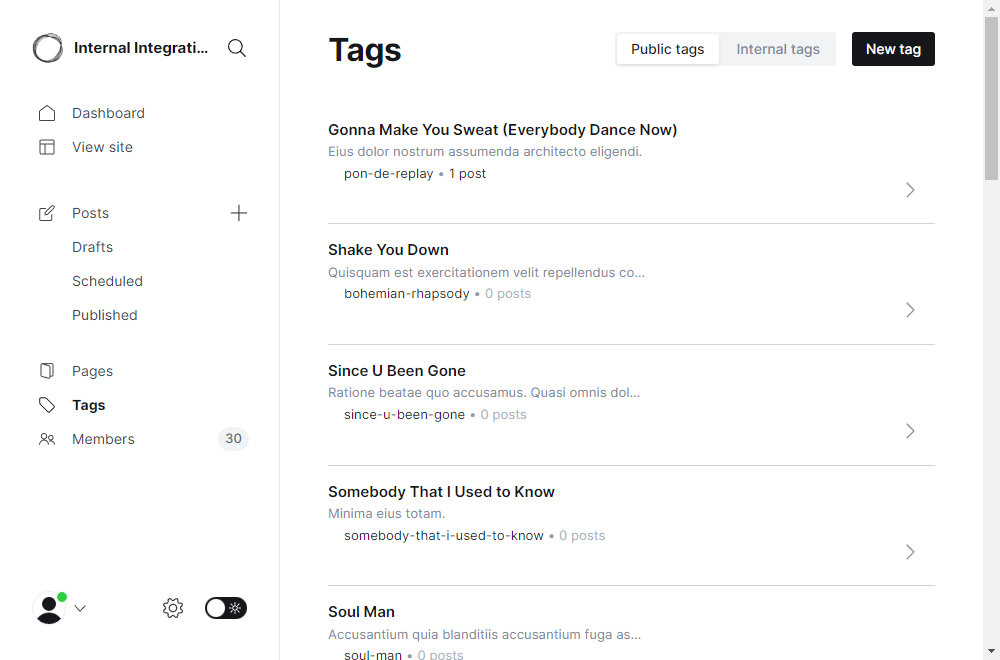 Internal Integrati...
Dashboard
View site
Posts
Drafts
Scheduled
Published
Pages
Tags
Members 30
Tags
Public tags
Internal tags
New tag
Gonna Make You Sweat (Everybody Dance Now)
Eius dolor nostrum assumenda architecto eligendi.
pon-de-replay • 1 post
Shake You Down
Quisquam est exercitationem velit repellendus co...
bohemian-rhapsody • 0 posts
Since U Been Gone
Ratione beatae quo accusamus. Quasi omnis dol...
since-u-been-gone • 0 posts
Somebody That I Used to Know
Minima eius totam.
somebody-that-i-used-to-know • 0 posts
Soul Man
Accusantium quia blanditiis accusantium fuga as...
soul-man • 0 posts